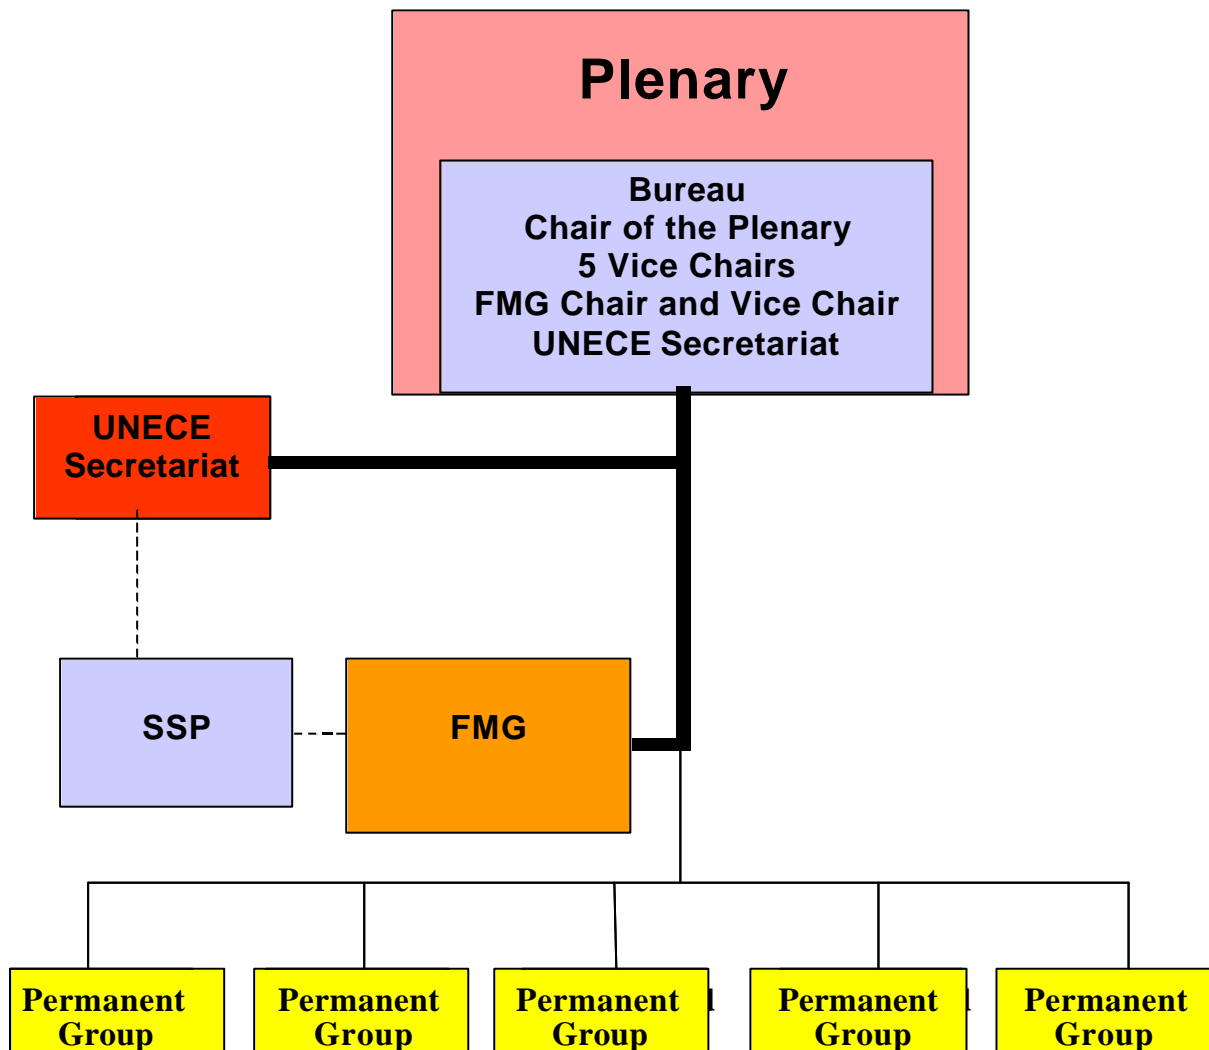 Plenary
Bureau
Chair of the Plenary
5 Vice Chairs
FMG Chair and Vice Chair
UNECE Secretariat
UNECE
Secretariat
SSP
FMG
Permanent
Group
Permanent
Group
Permanent
Group
Permanent
Group
Permanent
Group